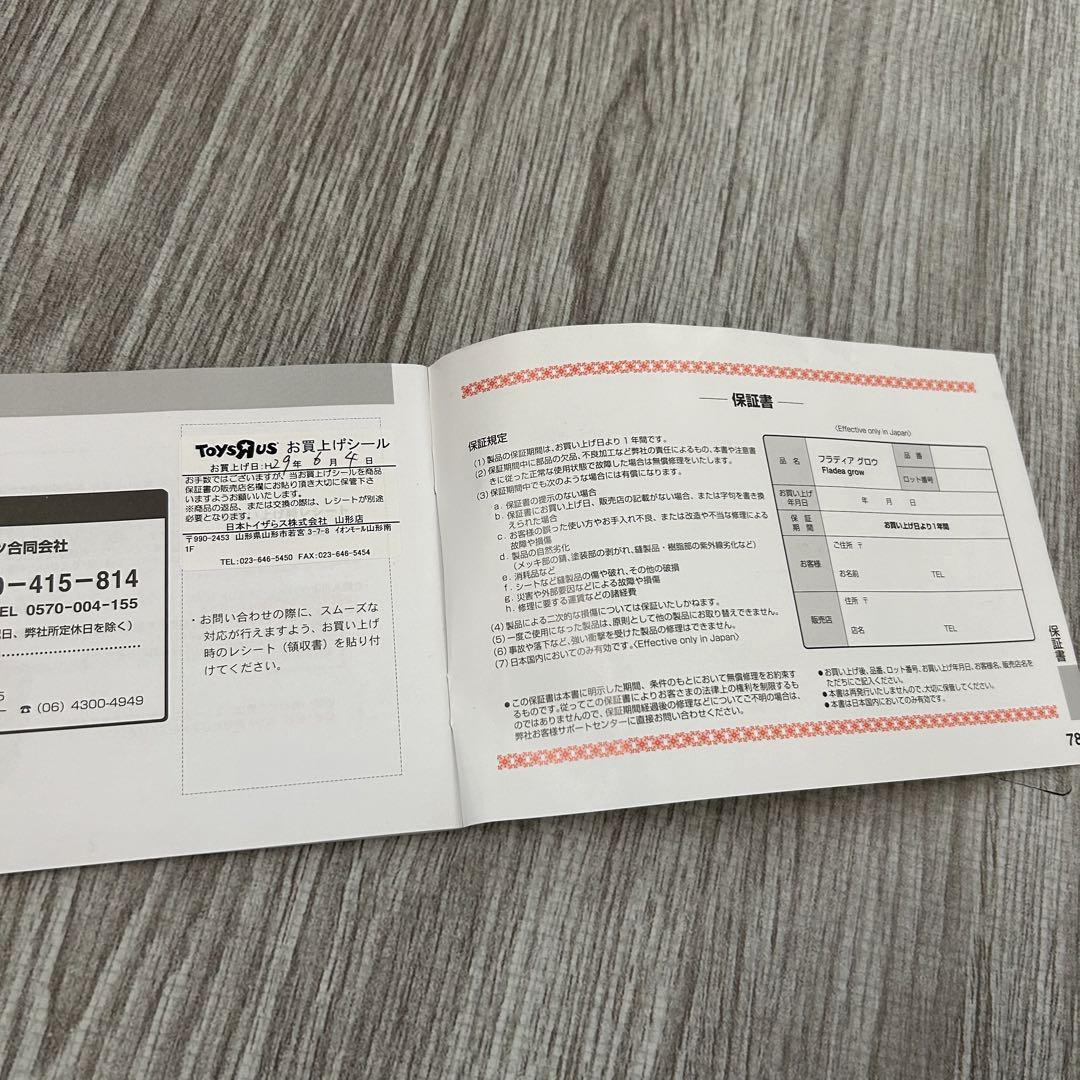 ツ合同会社
0－415－814
TEL 0570-004-155
日、弊社所定休日を除く）
☎ (06) 4300-4949
ToysЯus お買上げシール
お買上げ日:H29年6月4日
お手数ではございますが、当お買上げシールを商品
保証書の販売店名欄にお貼り頂き大切に保管下さ
いますようお願いいたします。
※商品の返品、または交換の際は、レシートが別途
必要となります。
日本トイザらス株式会社 山形店
〒990-2453 山形県山形市若宮3-7-8 イオンモール山形南
1F
TEL:023-646-5450 FAX:023-646-5454
・お問い合わせの際に、スムーズな
対応が行えますよう、お買い上げ
時のレシート（領収書）を貼り付
けてください。
保証書
保証規定
(1) 製品の保証期間は、お買い上げ日より1年間です。
(2) 保証期間中に部品の欠品、不良加工など弊社の責任によるもの、本書や注意書
きに従った正常な使用状態で故障した場合は無償修理をいたします。
(3) 保証期間中でも次のような場合には有償になります。
a. 保証書の提示のない場合
b. 保証書にお買い上げ日、販売店の記載がない場合、または字句を書き換
えられた場合
c. お客様の誤った使い方やお手入れ不良、または改造や不当な修理による
故障や損傷
d. 製品の自然劣化
（メッキ部の錆、塗装部の剥がれ、縫製品・樹脂部の紫外線劣化など）
e. 消耗品など
f. シートなど縫製品の傷や破れ、その他の破損
g. 災害や外部要因などによる故障や損傷
h. 修理に要する運賃などの諸経費
(4) 製品による二次的な損傷については保証いたしかねます。
(5) 一度ご使用になった製品は、原則として他の製品にお取り替えできません。
(6) 事故や落下など、強い衝撃を受けた製品の修理はできません。
(7) 日本国内においてのみ有効です。〈Effective only in Japan〉
● この保証書は本書に明示した期間、条件のもとにおいて無償修理をお約束す
るものです。従ってこの保証書によりお客さまの法律上の権利を制限するも
のではありませんので、保証期間経過後の修理などについてご不明の場合は、
弊社お客様サポートセンターに直接お問い合わせください。
〈Effective only in Japan〉
品 名
フラディア グロウ
Fladea grow
品 番
ロット番号
お買い上げ
年月日
年 月 日
保 証
期 間
お買い上げ日より1年間
お客様
ご住所 〒
お名前 TEL
販売店
住所 〒
店名 TEL
● お買い上げ後、品番、ロット番号、お買い上げ年月日、お客様名、販売店名を
ただちにご記入ください。
● 本書は再発行いたしませんので、大切に保管してください。
● 本書は日本国内においてのみ有効です。
保証書
78